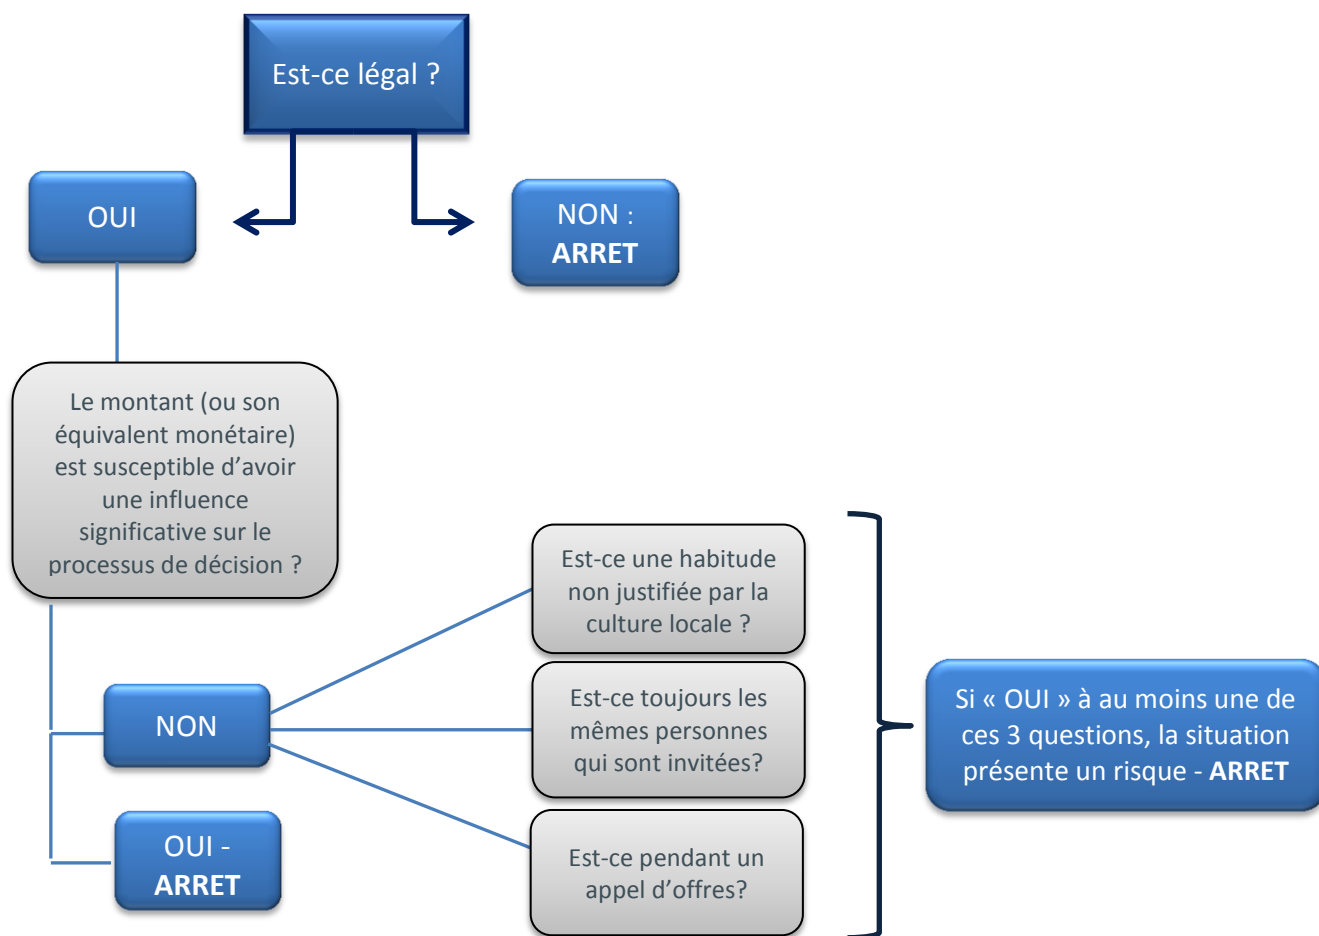 Est-ce légal ?
OUI
NON :
ARRET
Le montant (ou son
équivalent monétaire)
est susceptible d’avoir
une influence
significative sur le
processus de décision ?
Est-ce une habitude
non justifiée par la
culture locale ?
NON
Est-ce toujours les
mêmes personnes
qui sont invitées?
Si « OUI » à au moins une de
ces 3 questions, la situation
présente un risque - ARRET
OUI -
ARRET
Est-ce pendant un
appel d’offres?